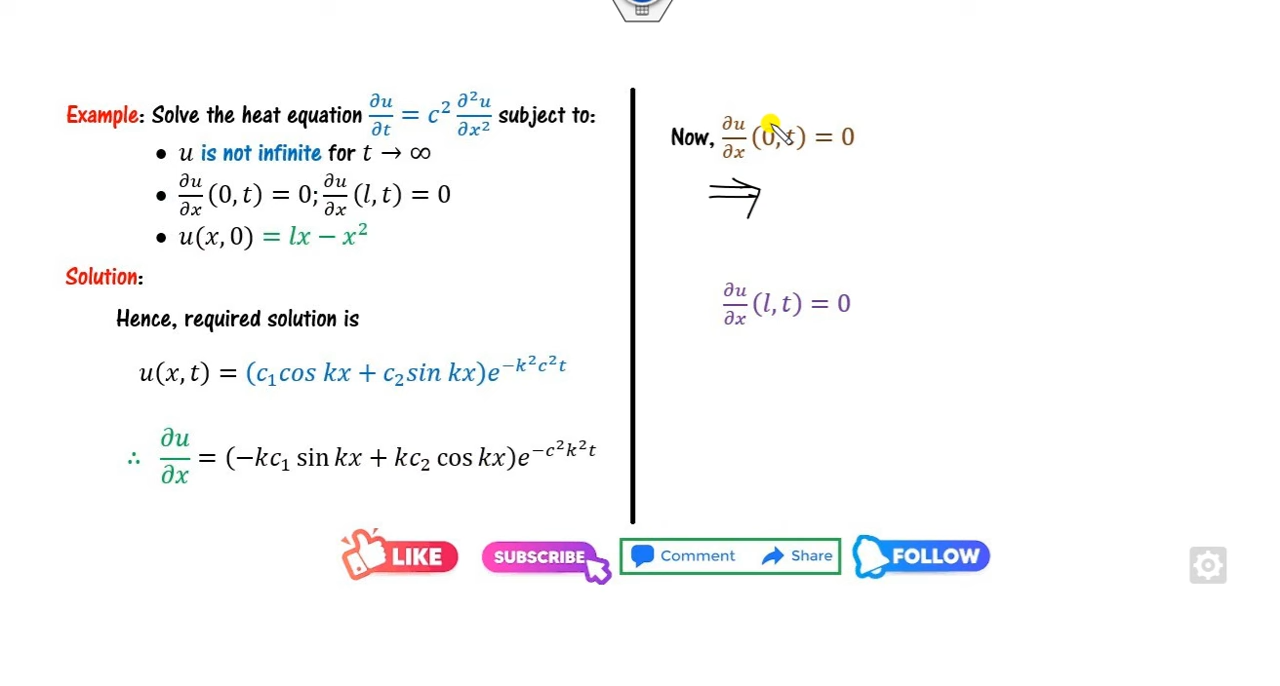 Example: Solve the heat equation ∂u/∂t = c² ∂²u/∂x² subject to:
• u is not infinite for t → ∞
• ∂u/∂x (0, t) = 0; ∂u/∂x (l, t) = 0
• u(x, 0) = lx − x²
Solution:
Hence, required solution is
u(x, t) = (c₁cos kx + c₂sin kx)e^(−k²c²t)
∴ ∂u/∂x = (−kc₁ sin kx + kc₂ cos kx)e^(−c²k²t)
Now, ∂u/∂x (0, t) = 0
⇒
∂u/∂x (l, t) = 0
LIKE
SUBSCRIBE
Comment
Share
FOLLOW